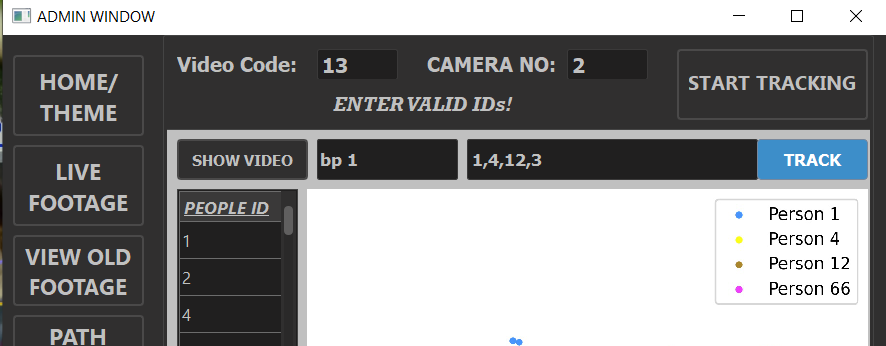 ADMIN WINDOW
HOME/
THEME
LIVE
FOOTAGE
VIEW OLD
FOOTAGE
PATH
Video Code: 13 CAMERA NO: 2
START TRACKING
ENTER VALID IDs!
SHOW VIDEO bp 1 1,4,12,3 TRACK
PEOPLE ID
1
2
4
Person 1
Person 4
Person 12
Person 66